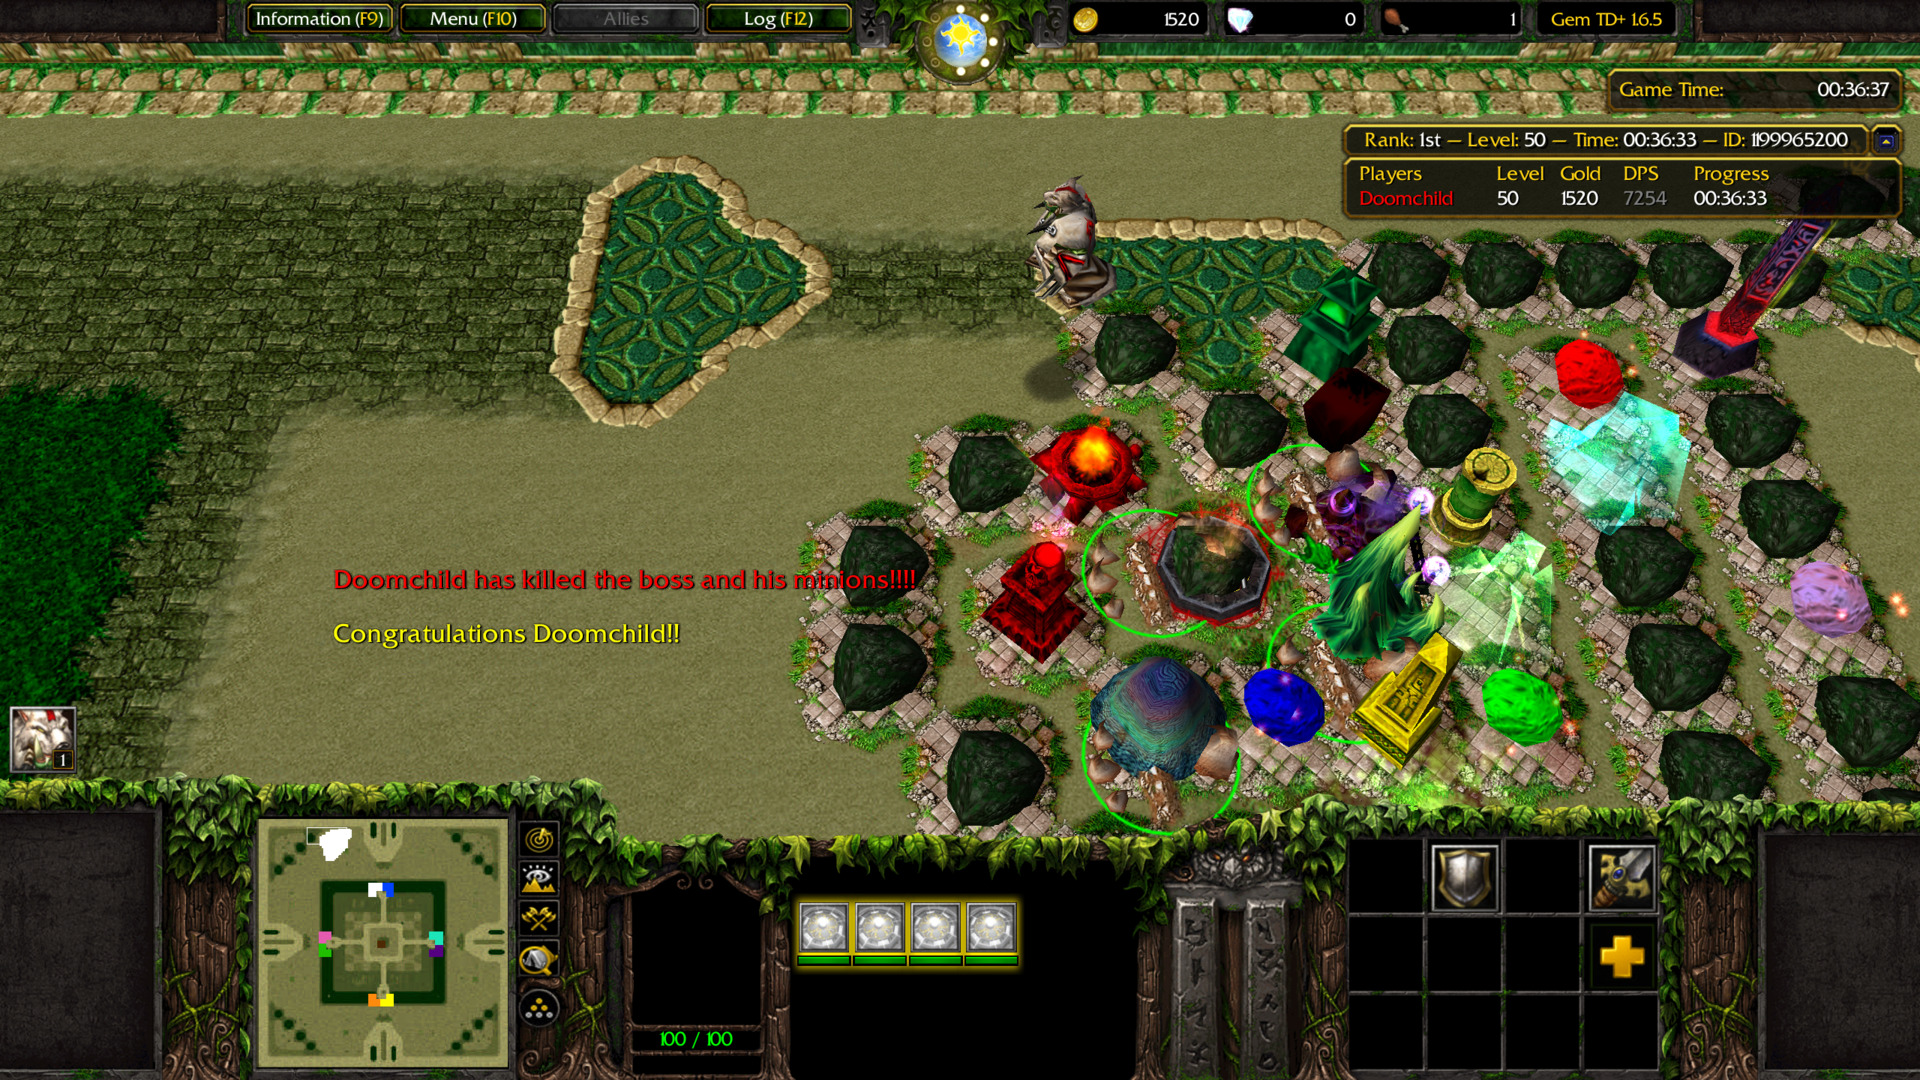 Information (F9) Menu (F10) Allies Log (F12) 1520 0 1 Gem TD+ 1.6.5
Game Time: 00:36:37
Rank: 1st – Level: 50 – Time: 00:36:33 – ID: 1199965200
Players Level Gold DPS Progress
Doomchild 50 1520 7254 00:36:33
Doomchild has killed the boss and his minions!!!!
Congratulations Doomchild!!
1
100 / 100